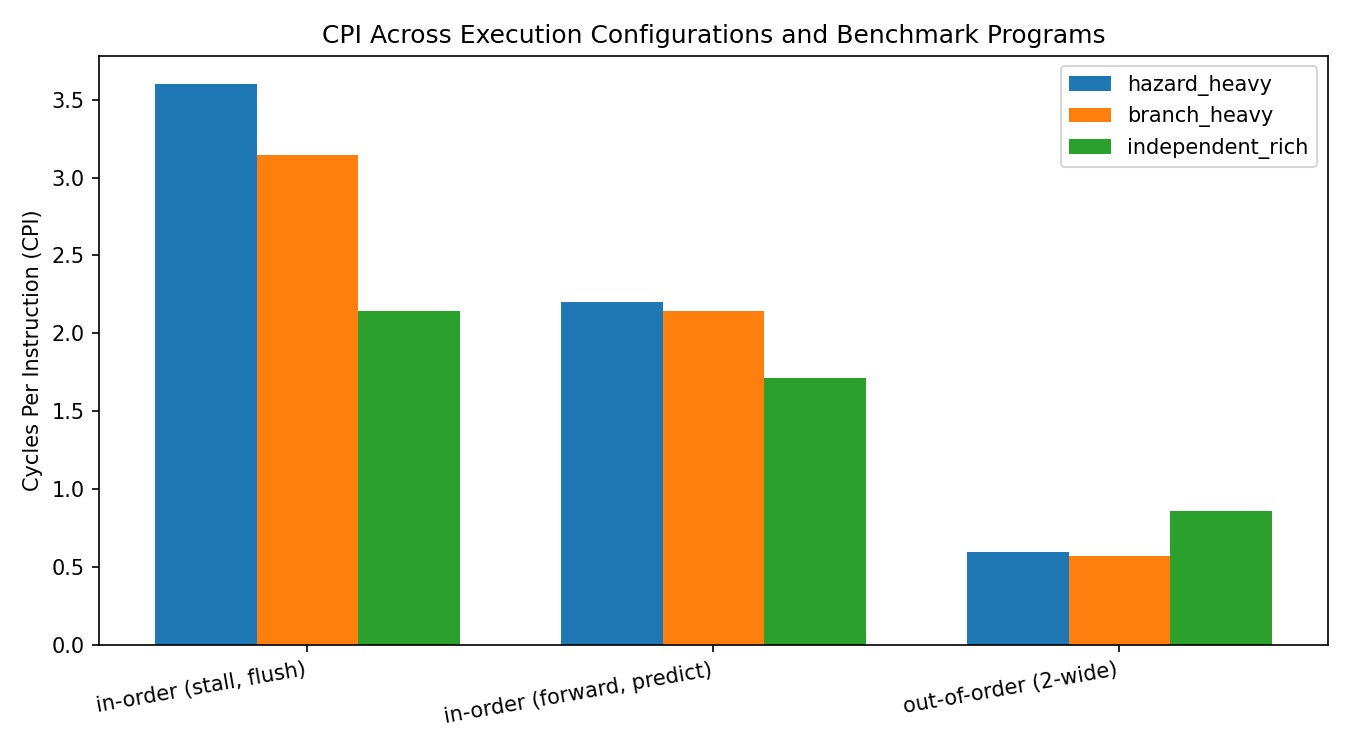 CPI Across Execution Configurations and Benchmark Programs
hazard_heavy
branch_heavy
independent_rich
Cycles Per Instruction (CPI)
3.5
3.0
2.5
2.0
1.5
1.0
0.5
0.0
in-order (stall, flush)
in-order (forward, predict)
out-of-order (2-wide)